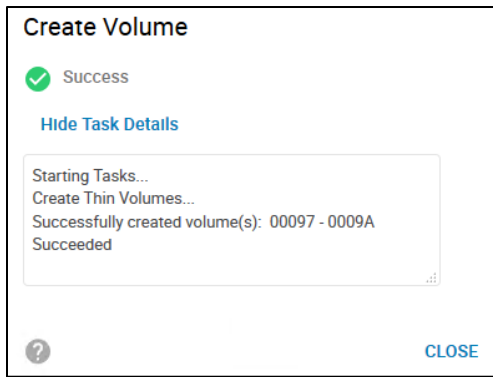 Create Volume
Success
Hide Task Details
Starting Tasks...
Create Thin Volumes...
Successfully created volume(s): 00097 - 0009A
Succeeded
?
CLOSE